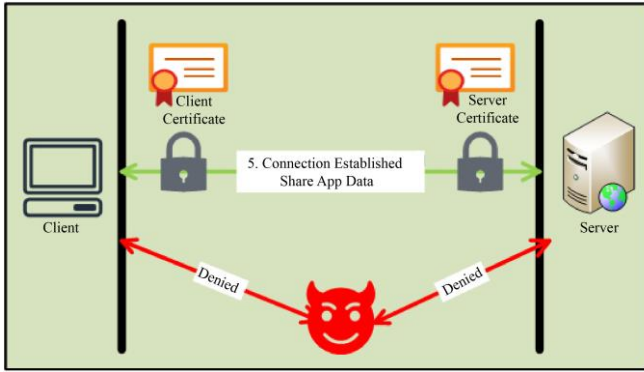 Client
Certificate
Server
Certificate
5. Connection Established
Share App Data
Client
Server
Denied
Denied